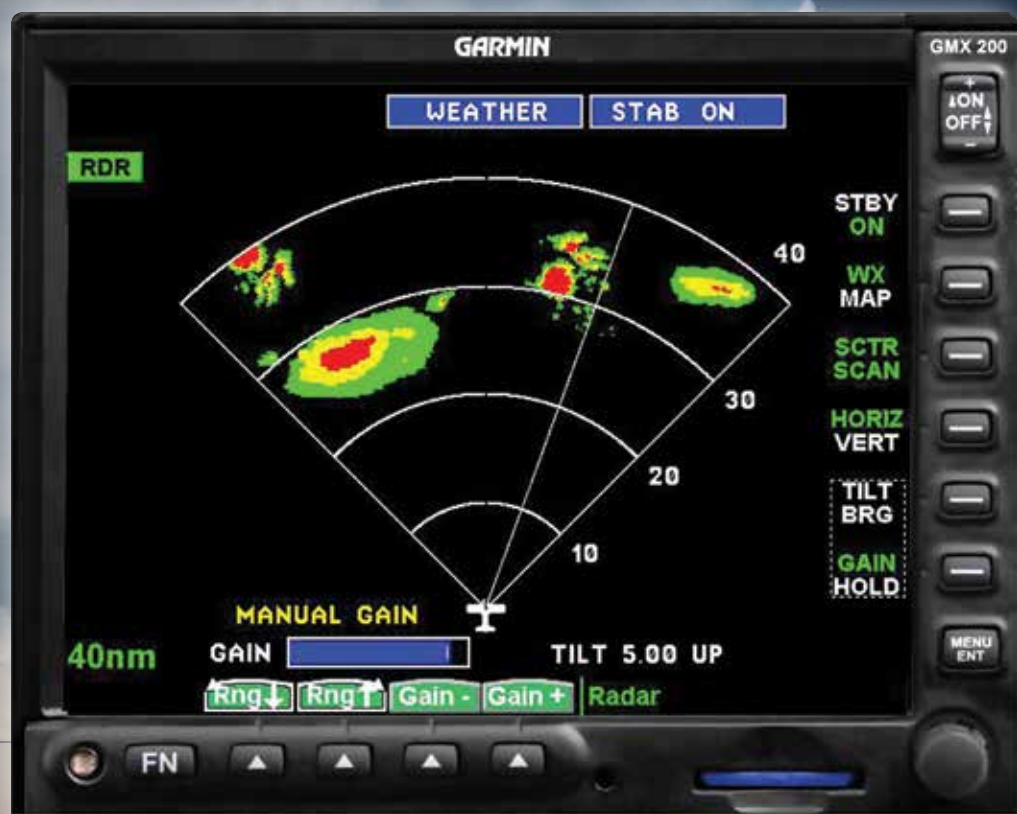 GARMIN
GMX 200
WEATHER
STAB ON
+
ON
OFF
−
RDR
STBY
ON
40
WX
MAP
SCTR
SCAN
30
HORIZ
VERT
20
TILT
BRG
10
GAIN
HOLD
MANUAL GAIN
40nm
GAIN
TILT 5.00 UP
MENU
ENT
Rng↓
Rng↑
Gain -
Gain +
Radar
FN